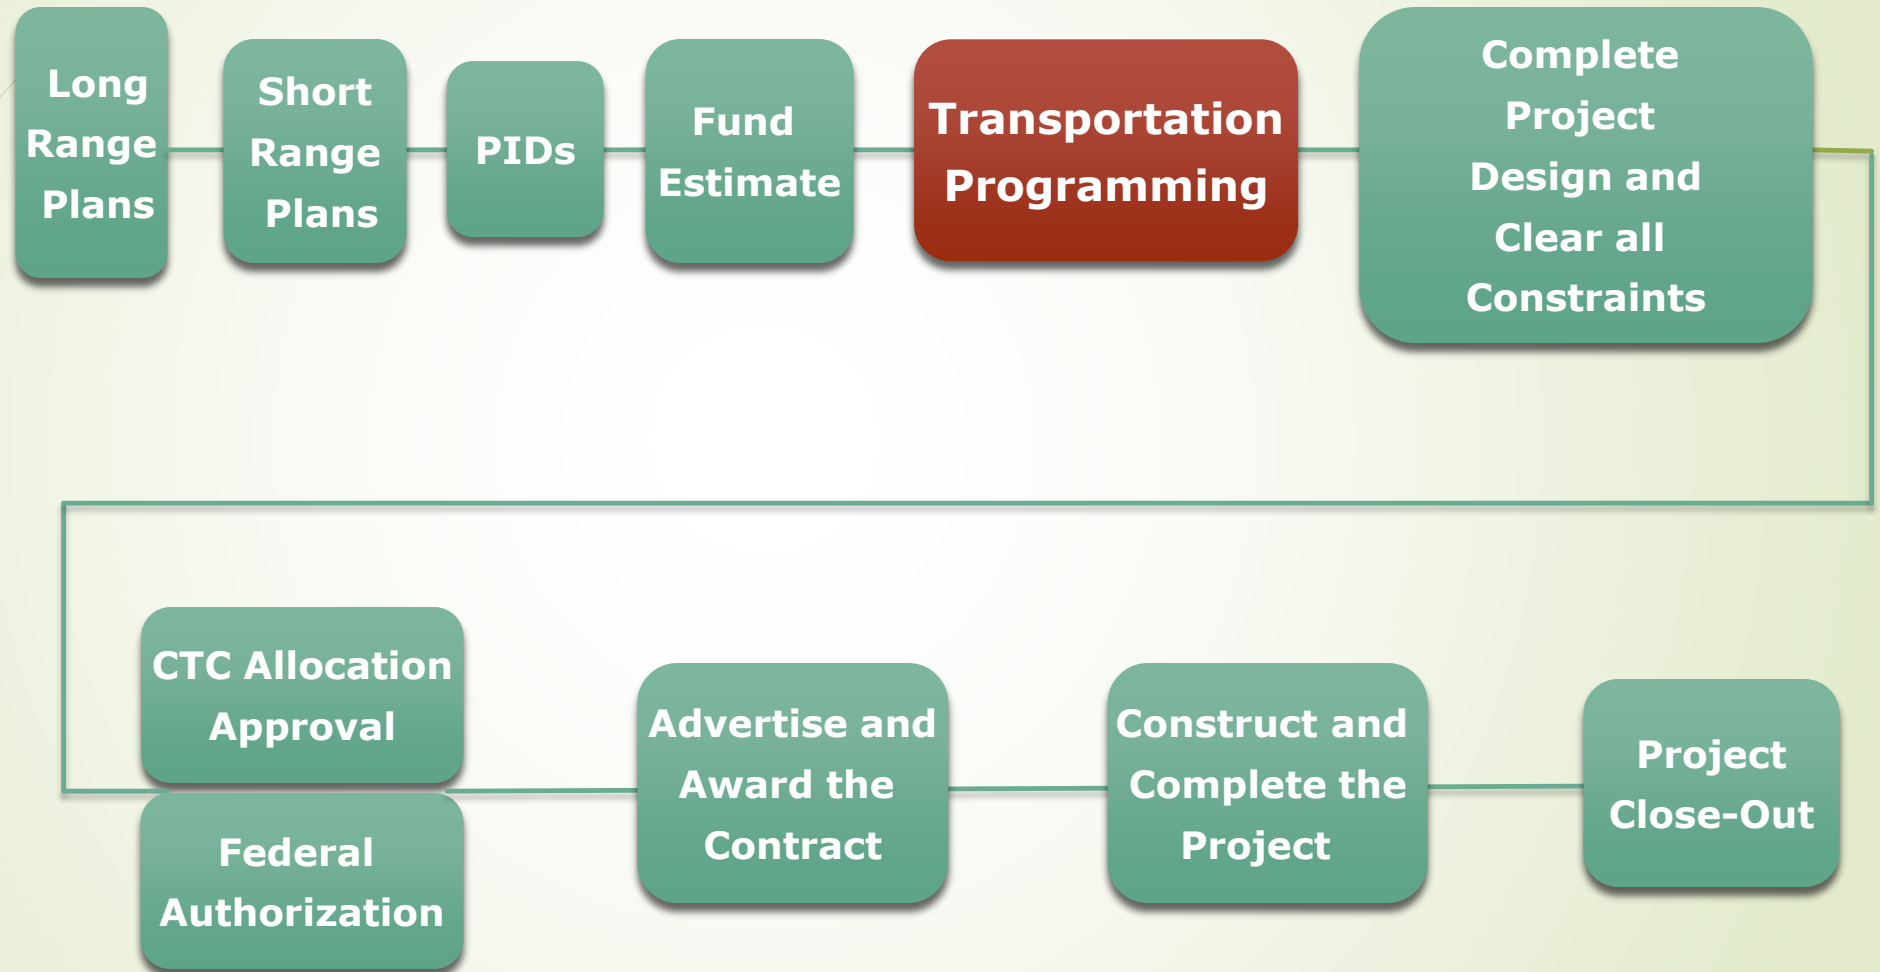 Long
Range
Plans
Short
Range
Plans
PIDs
Fund
Estimate
Transportation
Programming
Complete
Project
Design and
Clear all
Constraints
CTC Allocation
Approval
Federal
Authorization
Advertise and
Award the
Contract
Construct and
Complete the
Project
Project
Close-Out